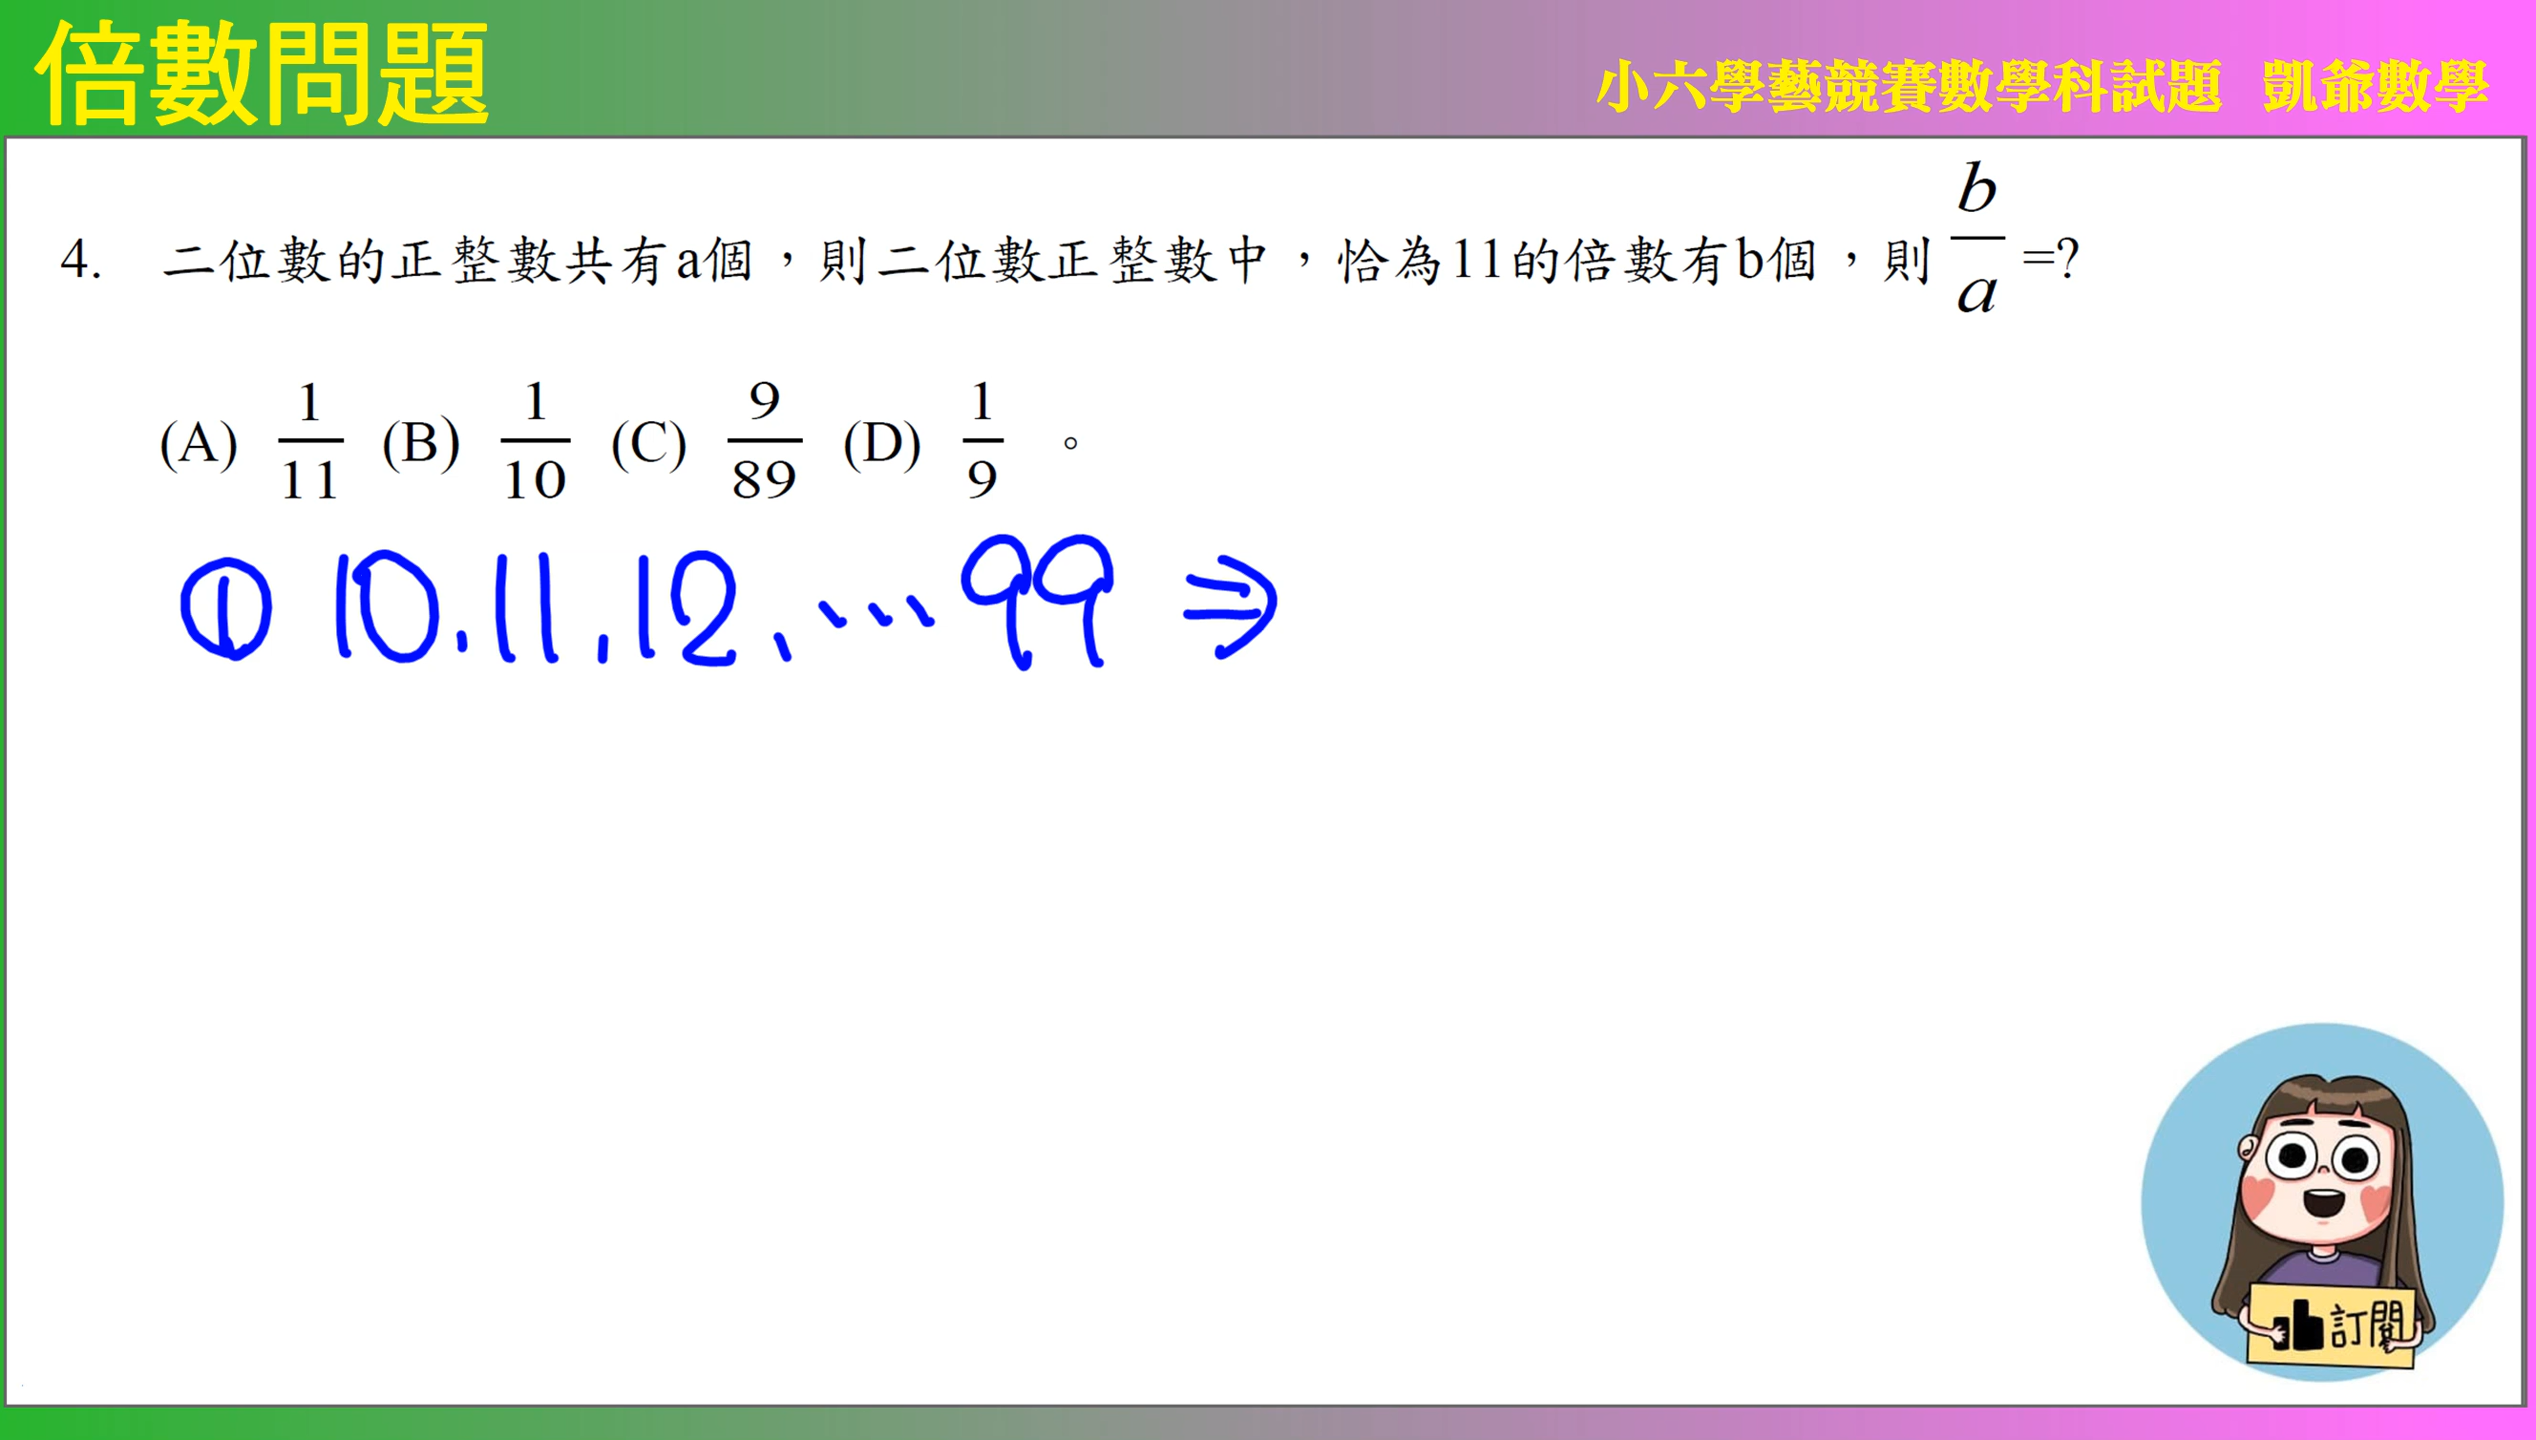 倍數問題
小六學藝競賽數學科試題 凱爺數學
4. 二位數的正整數共有a個，則二位數正整數中，恰為11的倍數有b個，則 b/a =?
(A) 1/11 (B) 1/10 (C) 9/89 (D) 1/9 。
① 10.11.12、…99 ⇒
訂閱